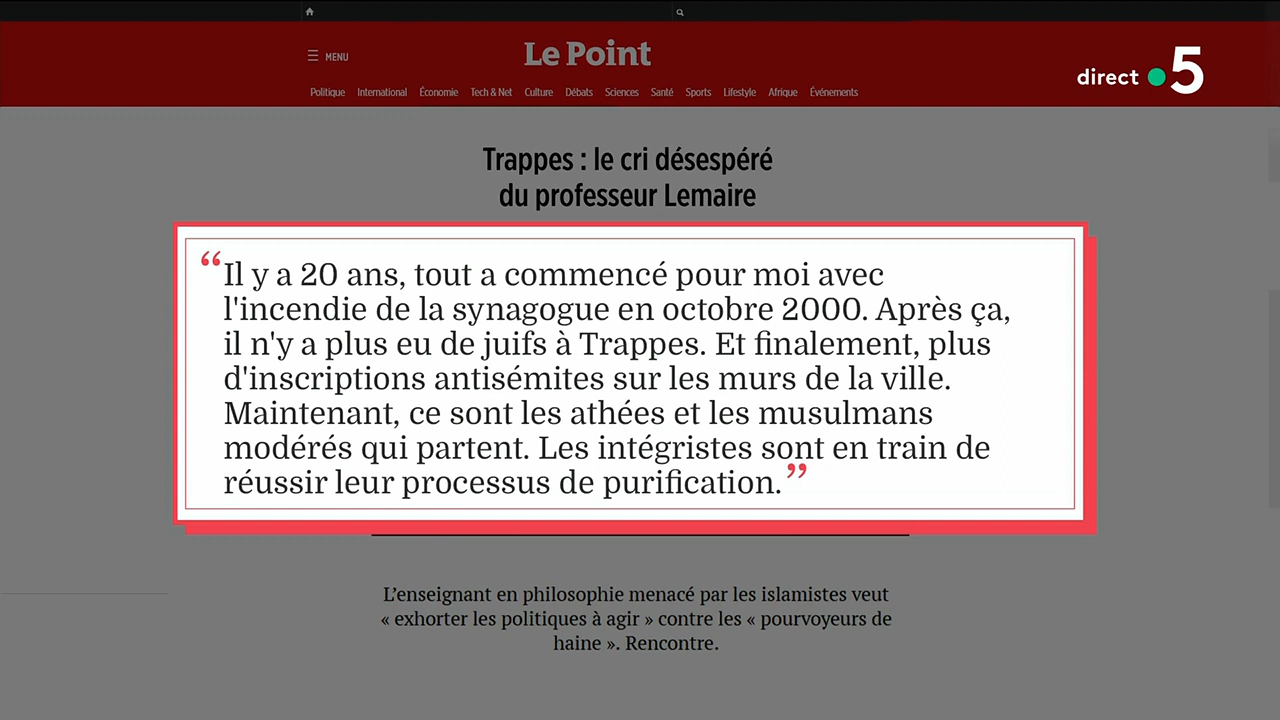 MENU
Le Point
direct 5
Politique International Économie Tech & Net Culture Débats Sciences Santé Sports Lifestyle Afrique Événements
Trappes : le cri désespéré
du professeur Lemaire
“Il y a 20 ans, tout a commencé pour moi avec
l'incendie de la synagogue en octobre 2000. Après ça,
il n'y a plus eu de juifs à Trappes. Et finalement, plus
d'inscriptions antisémites sur les murs de la ville.
Maintenant, ce sont les athées et les musulmans
modérés qui partent. Les intégristes sont en train de
réussir leur processus de purification.”
L’enseignant en philosophie menacé par les islamistes veut
« exhorter les politiques à agir » contre les « pourvoyeurs de
haine ». Rencontre.